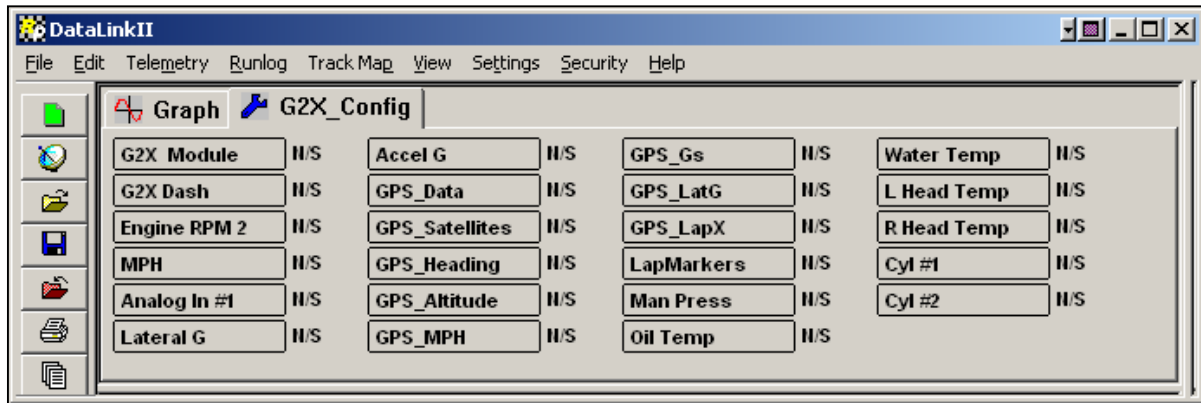 DataLinkII
File Edit Telemetry Runlog Track Map View Settings Security Help
Graph G2X_Config
G2X Module N/S Accel G N/S GPS_Gs N/S Water Temp N/S
G2X Dash N/S GPS_Data N/S GPS_LatG N/S L Head Temp N/S
Engine RPM 2 N/S GPS_Satellites N/S GPS_LapX N/S R Head Temp N/S
MPH N/S GPS_Heading N/S LapMarkers N/S Cyl #1 N/S
Analog In #1 N/S GPS_Altitude N/S Man Press N/S Cyl #2 N/S
Lateral G N/S GPS_MPH N/S Oil Temp N/S